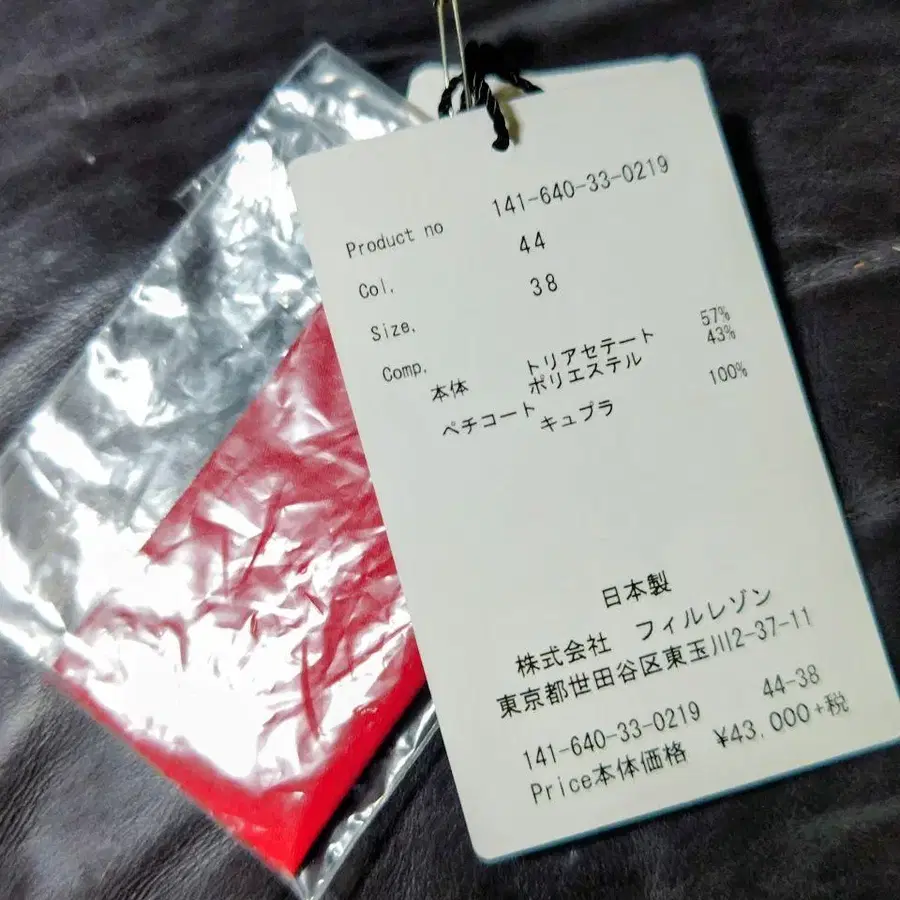 Product no 141-640-33-0219
Col. 44
Size. 38
Comp.
本体 トリアセテート 57%
ポリエステル 43%
ペチコート
キュプラ 100%
日本製
株式会社 フィルレゾン
東京都世田谷区東玉川2-37-11
141-640-33-0219 44-38
Price本体価格 ¥43,000+税